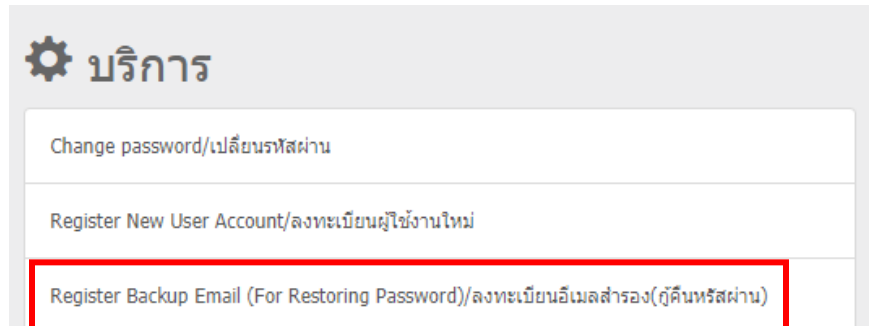 บริการ
Change password/เปลี่ยนรหัสผ่าน
Register New User Account/ลงทะเบียนผู้ใช้งานใหม่
Register Backup Email (For Restoring Password)/ลงทะเบียนอีเมลสำรอง(กู้คืนหรัสผ่าน)